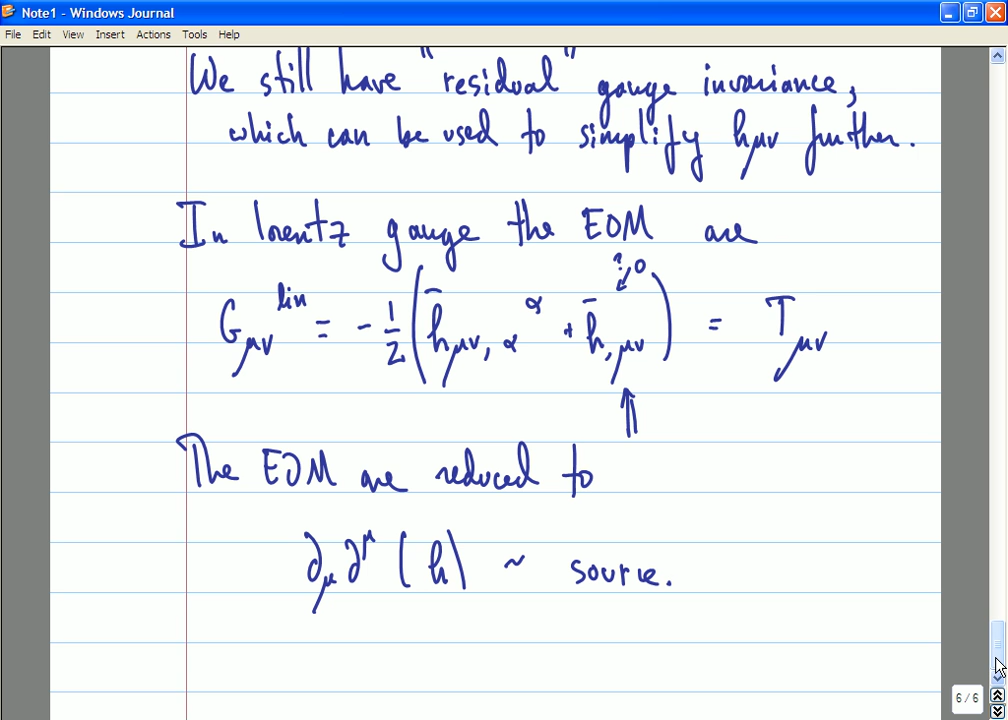 Note1 - Windows Journal
File Edit View Insert Actions Tools Help
We still have "residual" gauge invariance,
which can be used to simplify hμν further.
In lorentz gauge the EOM are
? 0
Gμν^lin = -1/2 (h̄μν,α^α + h̄,μν) = Tμν
The EOM are reduced to
∂μ∂^μ (h) ~ source.
6/6